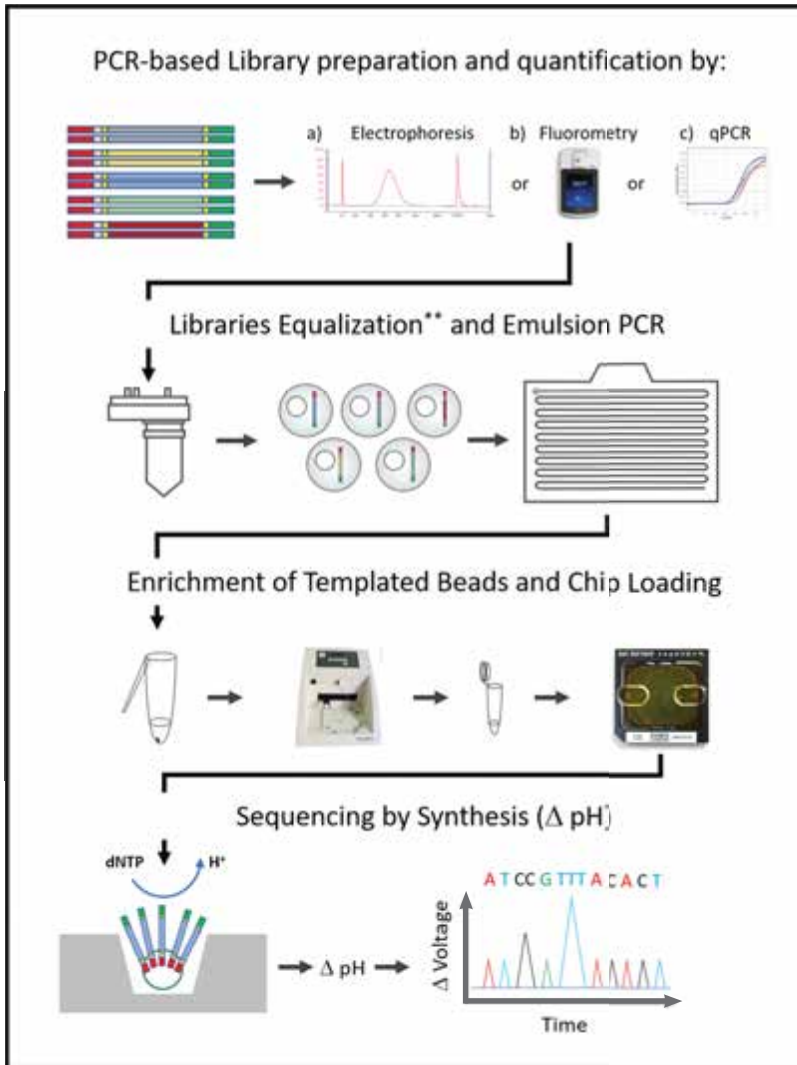 PCR-based Library preparation and quantification by:
a) Electrophoresis b) Fluorometry c) qPCR
or or
Libraries Equalization** and Emulsion PCR
Enrichment of Templated Beads and Chip Loading
Sequencing by Synthesis (Δ pH)
dNTP H⁺
A T CC G TTT A C A C T
Δ pH
Δ Voltage
Time